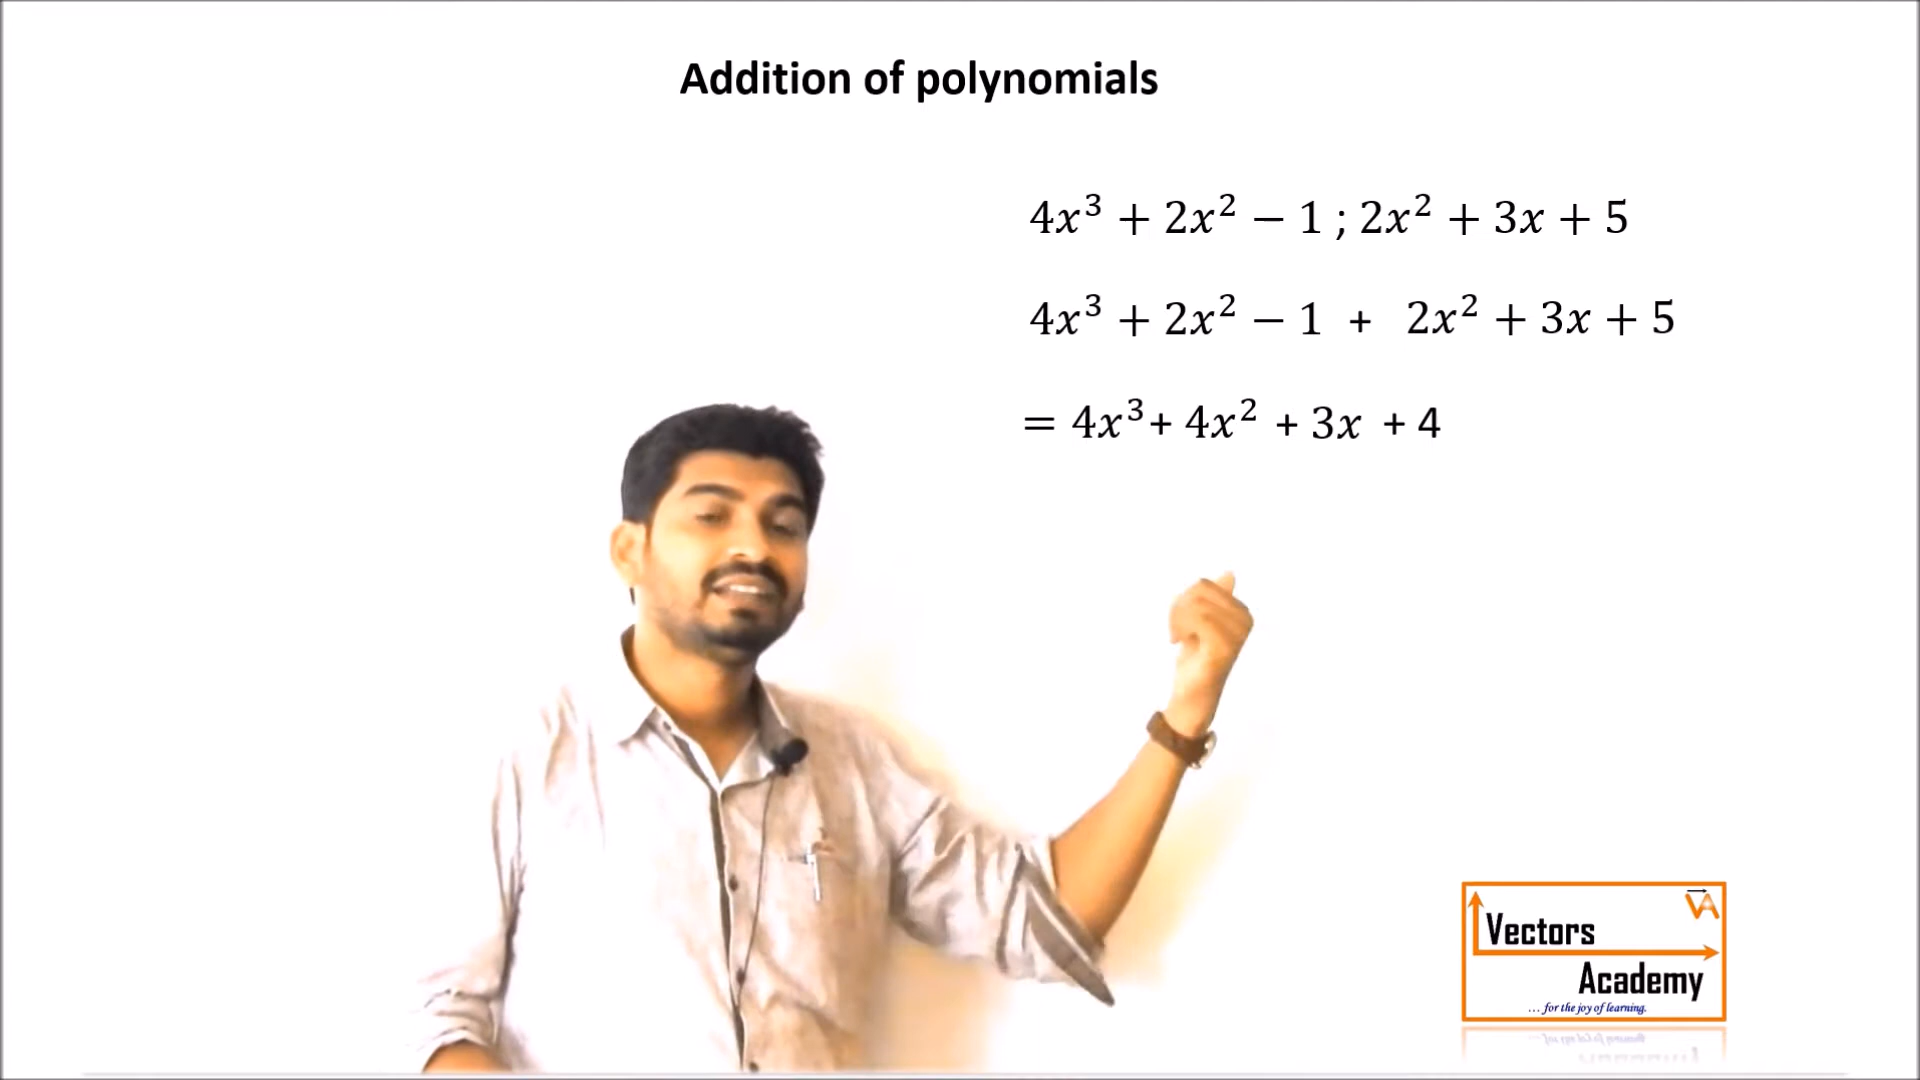 Addition of polynomials
4x³ + 2x² − 1 ; 2x² + 3x + 5
4x³ + 2x² − 1 + 2x² + 3x + 5
= 4x³+ 4x² + 3x + 4
VA
Vectors
Academy
... for the joy of learning.